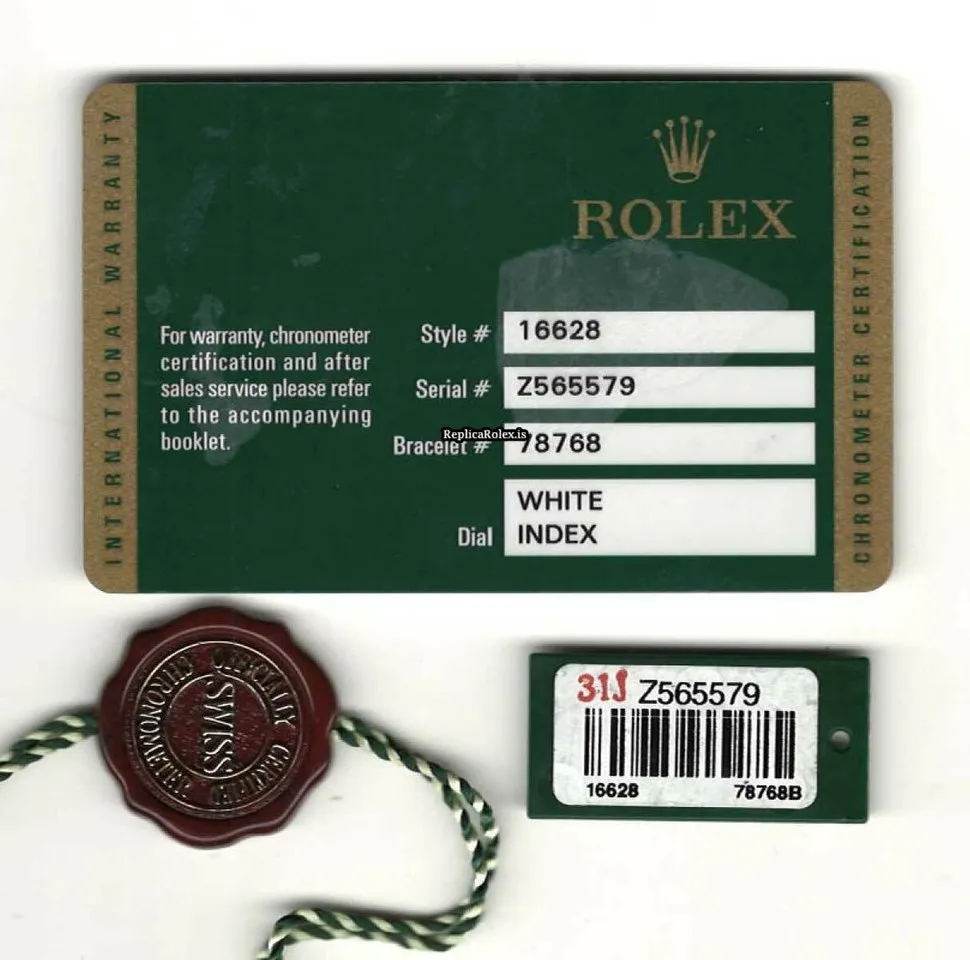 INTERNATIONAL WARRANTY
ROLEX
CHRONOMETER CERTIFICATION
For warranty, chronometer
certification and after
sales service please refer
to the accompanying
booklet.
Style # 16628
Serial # Z565579
ReplicaRolex.is
Bracelet # 78768
WHITE
Dial INDEX
OFFICIALLY CERTIFIED CHRONOMETER
SWISS
31J Z565579
16628 78768B